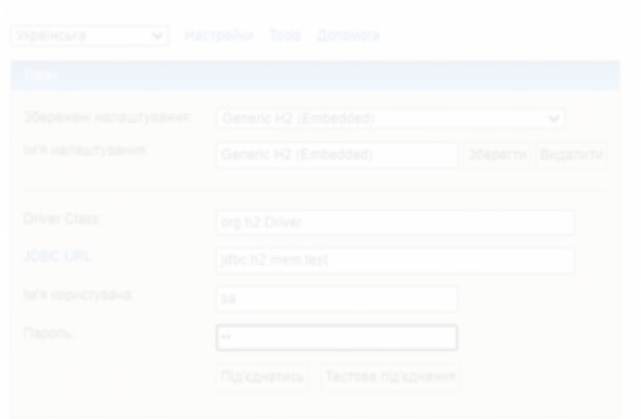 Українська Настройки Tools Допомога
Логін
Збережені налаштування: Generic H2 (Embedded)
Ім'я налаштування: Generic H2 (Embedded) Зберегти Видалити
Driver Class: org.h2.Driver
JDBC URL: jdbc:h2:mem:test
Ім'я користувача: sa
Пароль: ••
Під'єднатись Тестове під'єднання